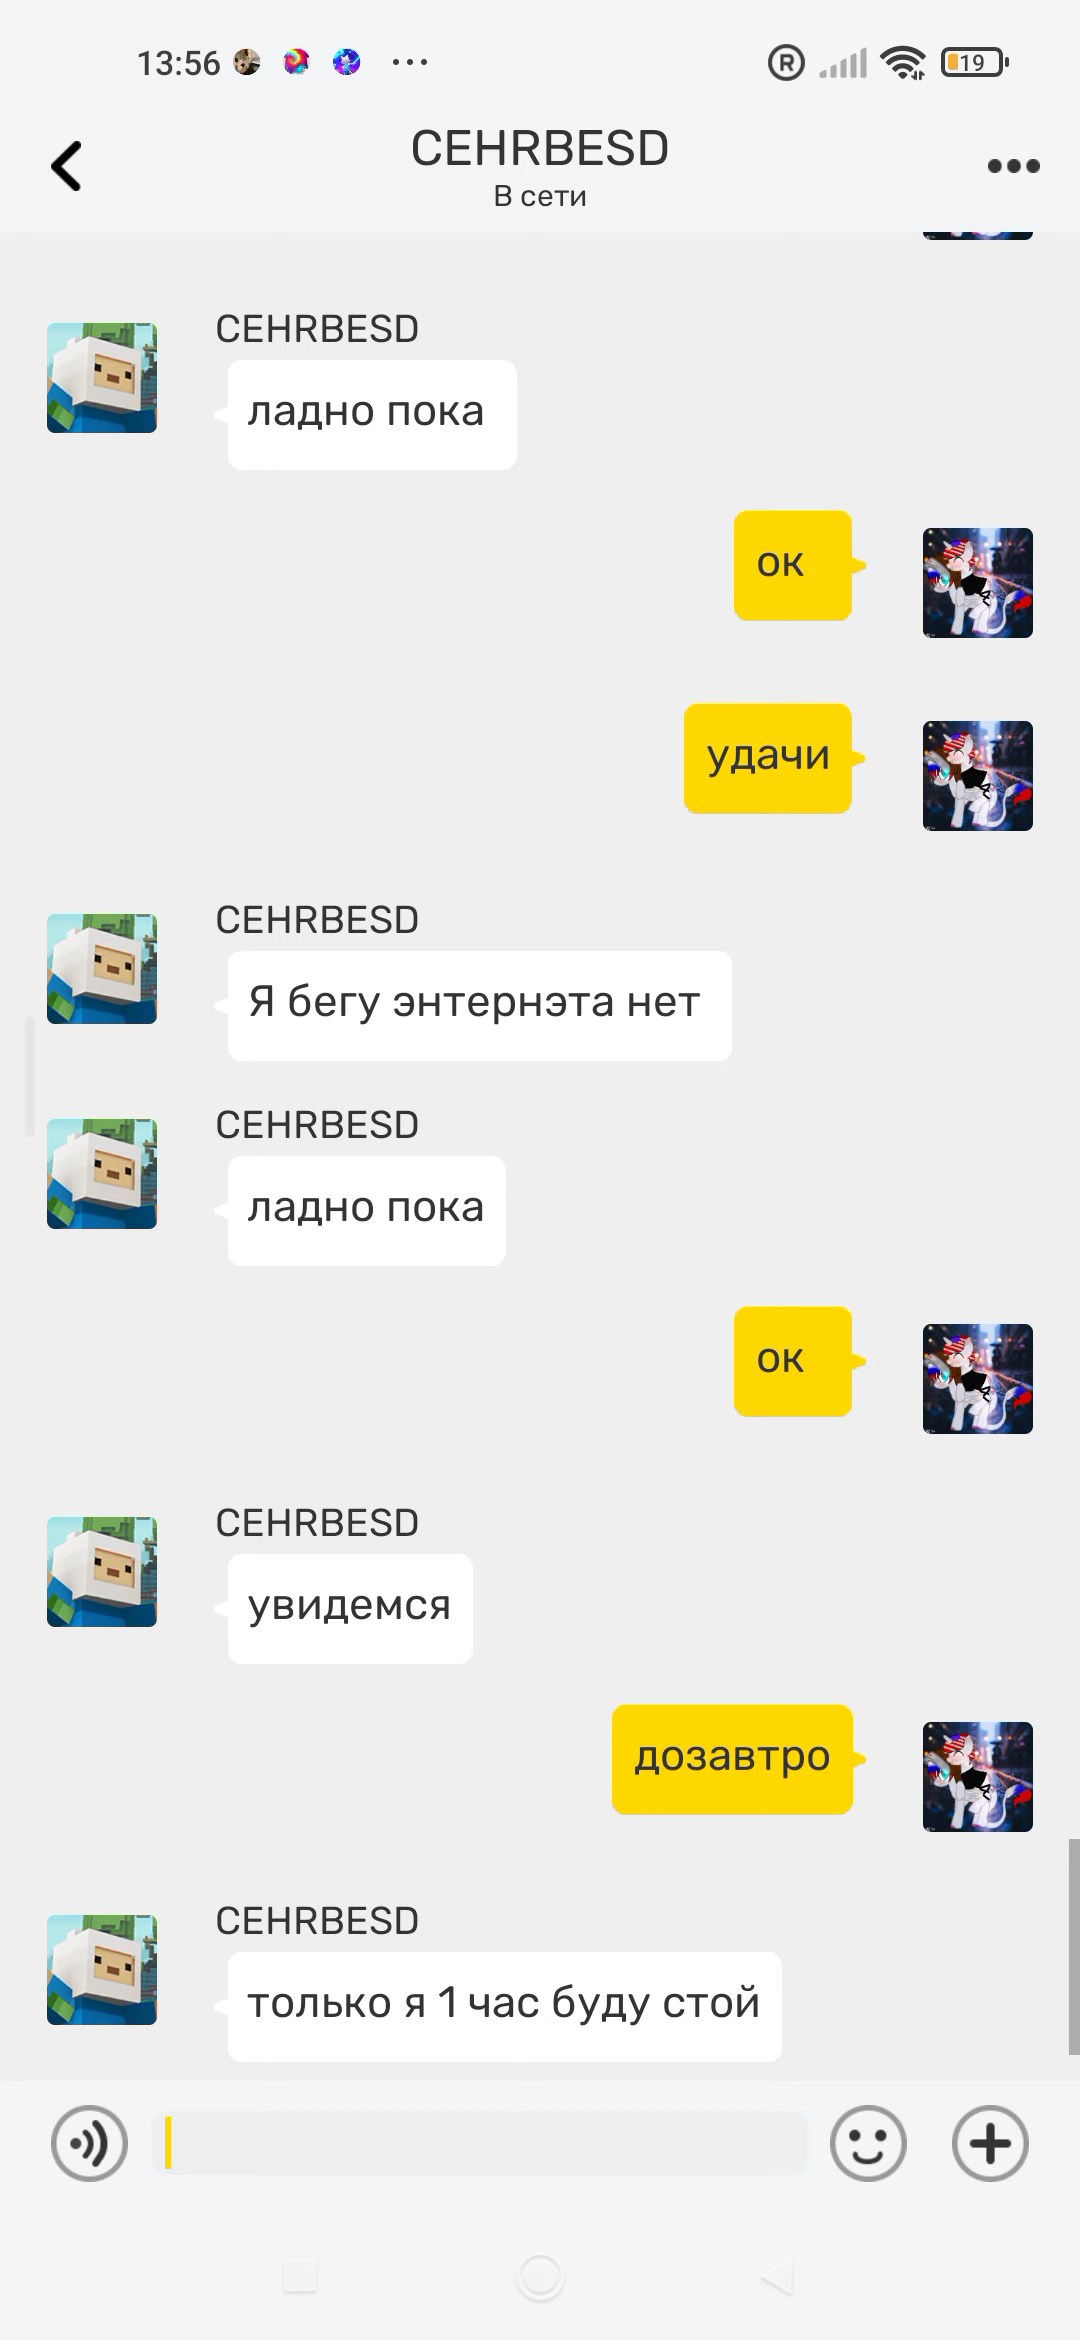 13:56
R
19
CEHRBESD
В сети
CEHRBESD
ладно пока
ок
удачи
CEHRBESD
Я бегу энтернэта нет
CEHRBESD
ладно пока
ок
CEHRBESD
увидемся
дозавтро
CEHRBESD
только я 1 час буду стой